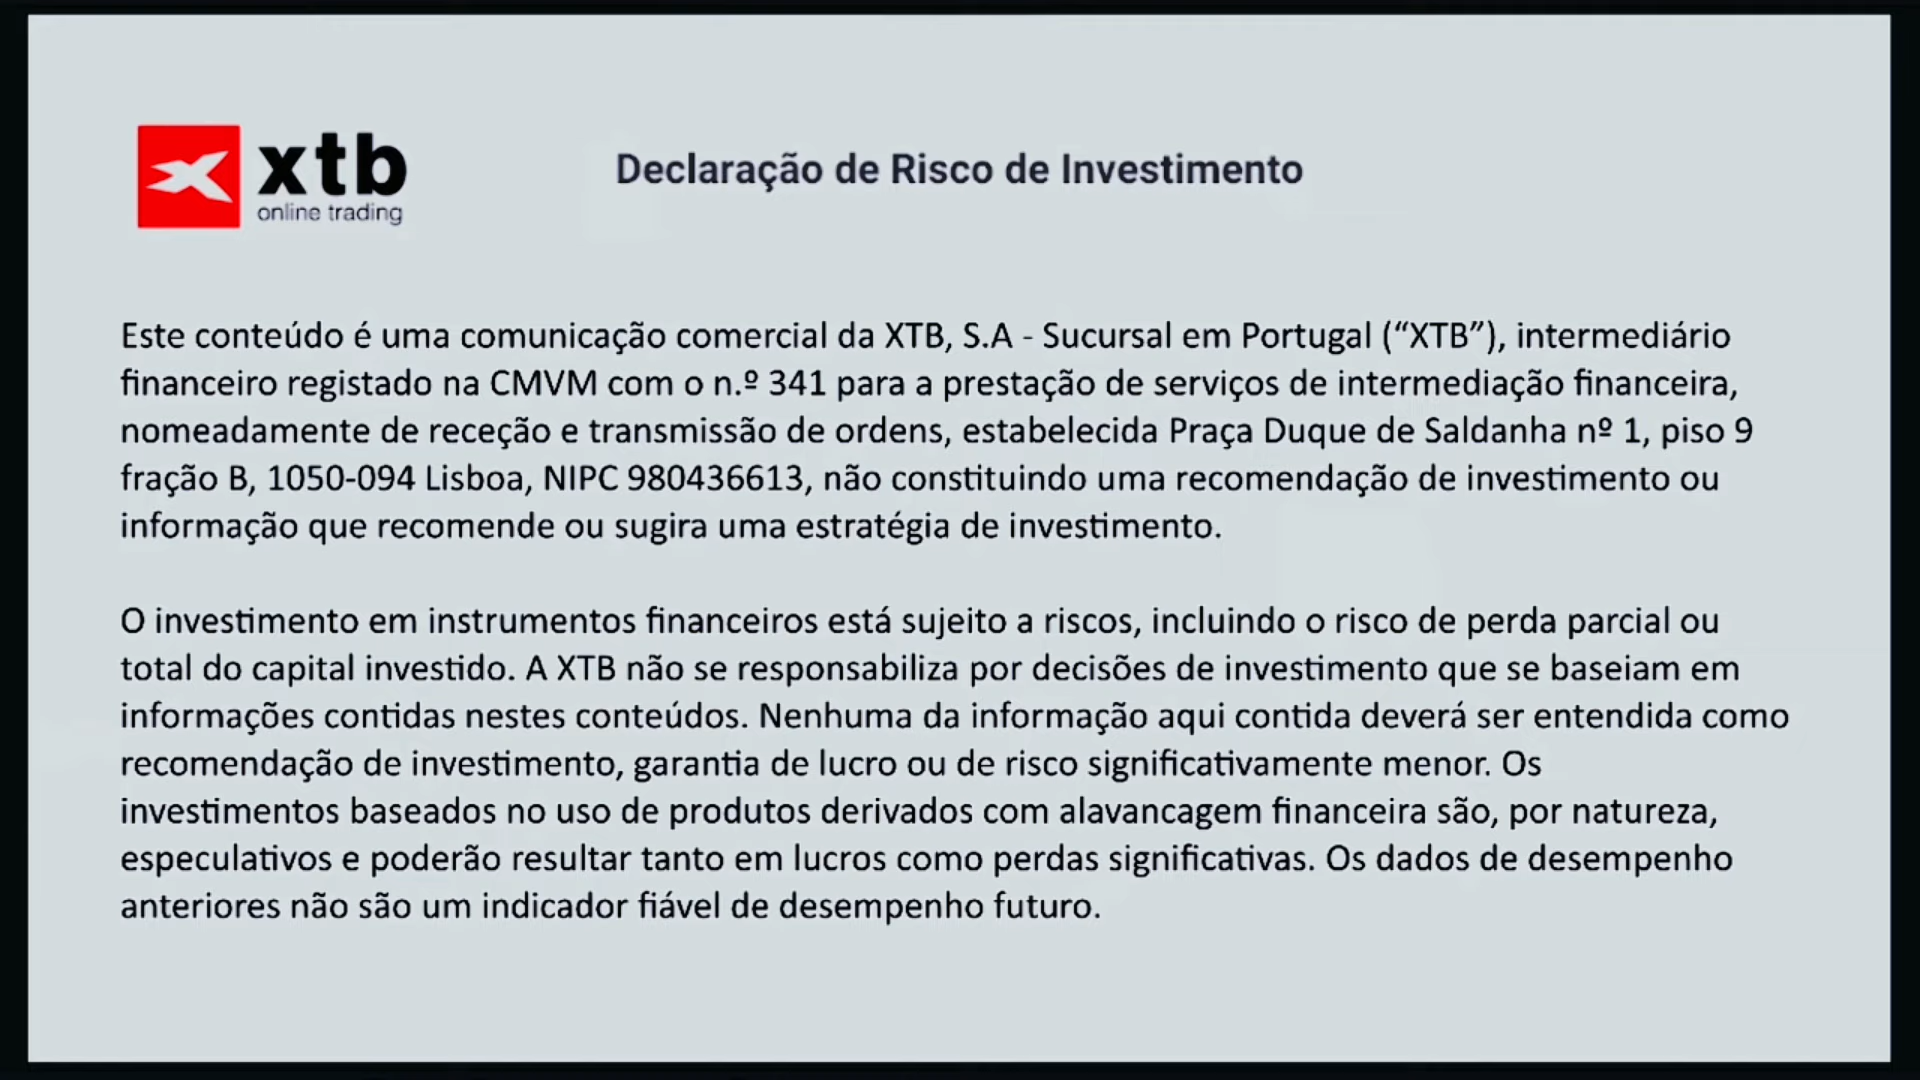 xtb
online trading
Declaração de Risco de Investimento
Este conteúdo é uma comunicação comercial da XTB, S.A - Sucursal em Portugal (“XTB”), intermediário
financeiro registado na CMVM com o n.º 341 para a prestação de serviços de intermediação financeira,
nomeadamente de receção e transmissão de ordens, estabelecida Praça Duque de Saldanha nº 1, piso 9
fração B, 1050-094 Lisboa, NIPC 980436613, não constituindo uma recomendação de investimento ou
informação que recomende ou sugira uma estratégia de investimento.
O investimento em instrumentos financeiros está sujeito a riscos, incluindo o risco de perda parcial ou
total do capital investido. A XTB não se responsabiliza por decisões de investimento que se baseiam em
informações contidas nestes conteúdos. Nenhuma da informação aqui contida deverá ser entendida como
recomendação de investimento, garantia de lucro ou de risco significativamente menor. Os
investimentos baseados no uso de produtos derivados com alavancagem financeira são, por natureza,
especulativos e poderão resultar tanto em lucros como perdas significativas. Os dados de desempenho
anteriores não são um indicador fiável de desempenho futuro.